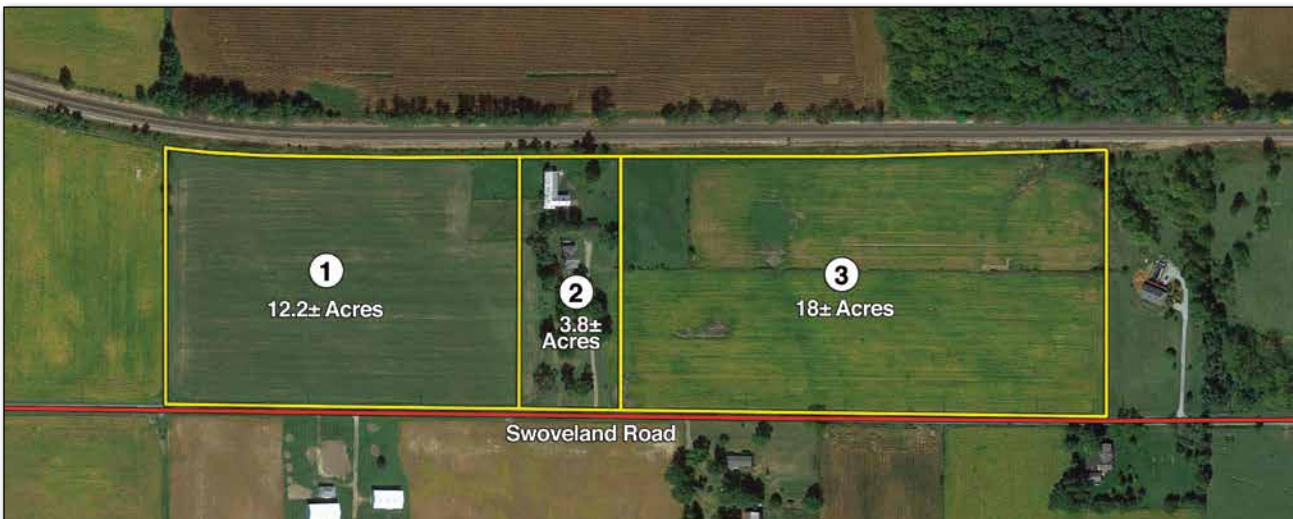 1
12.2± Acres
2
3.8±
Acres
3
18± Acres
Swoveland Road